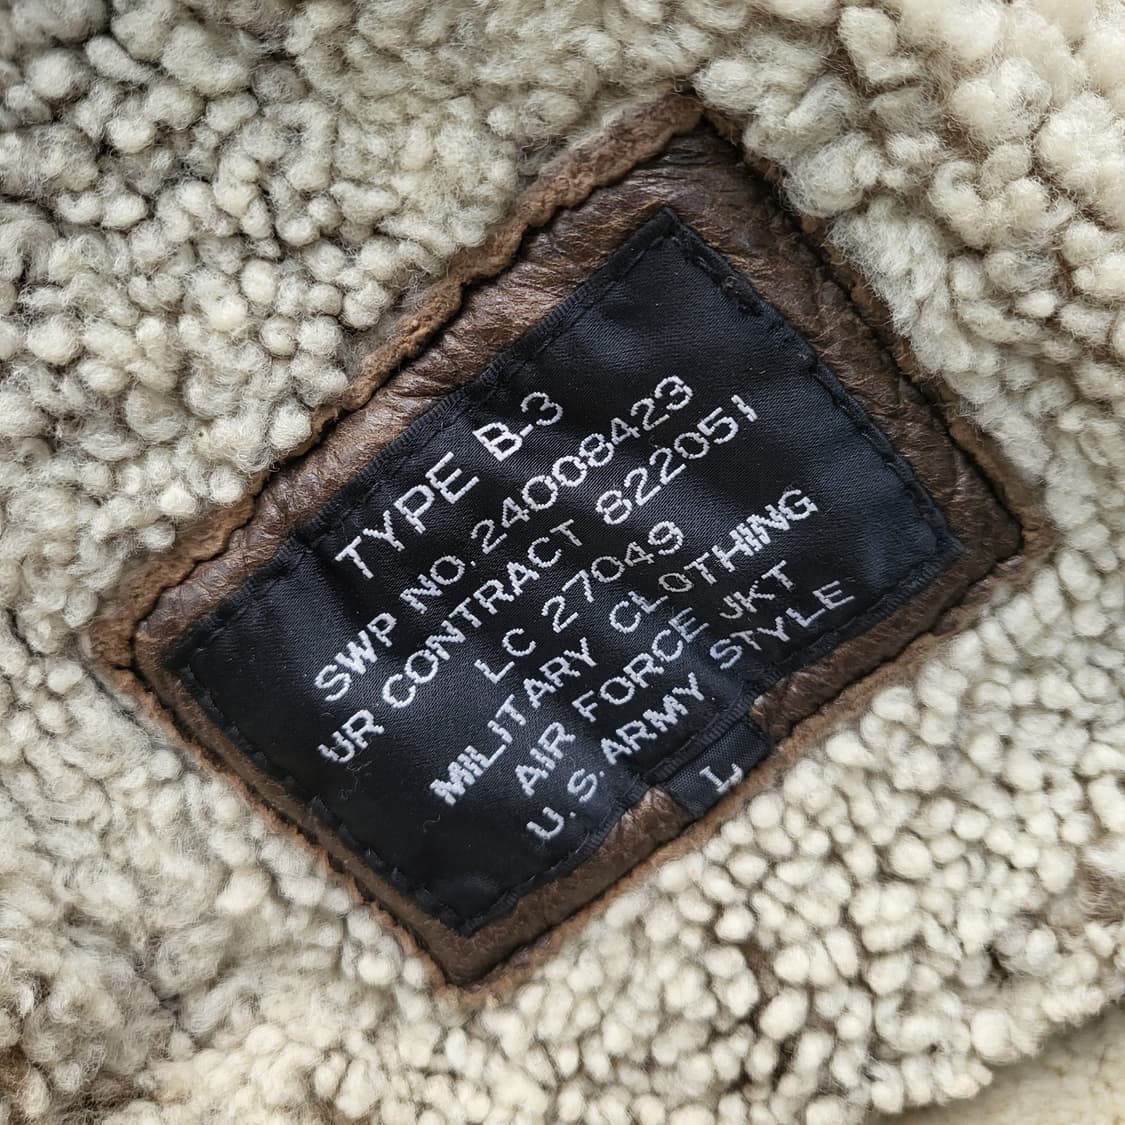 TYPE B-3
SWP NO. 24008423
UR CONTRACT 822051
LC 27049
MILITARY CLOTHING
AIR FORCE JKT
U.S. ARMY STYLE
L